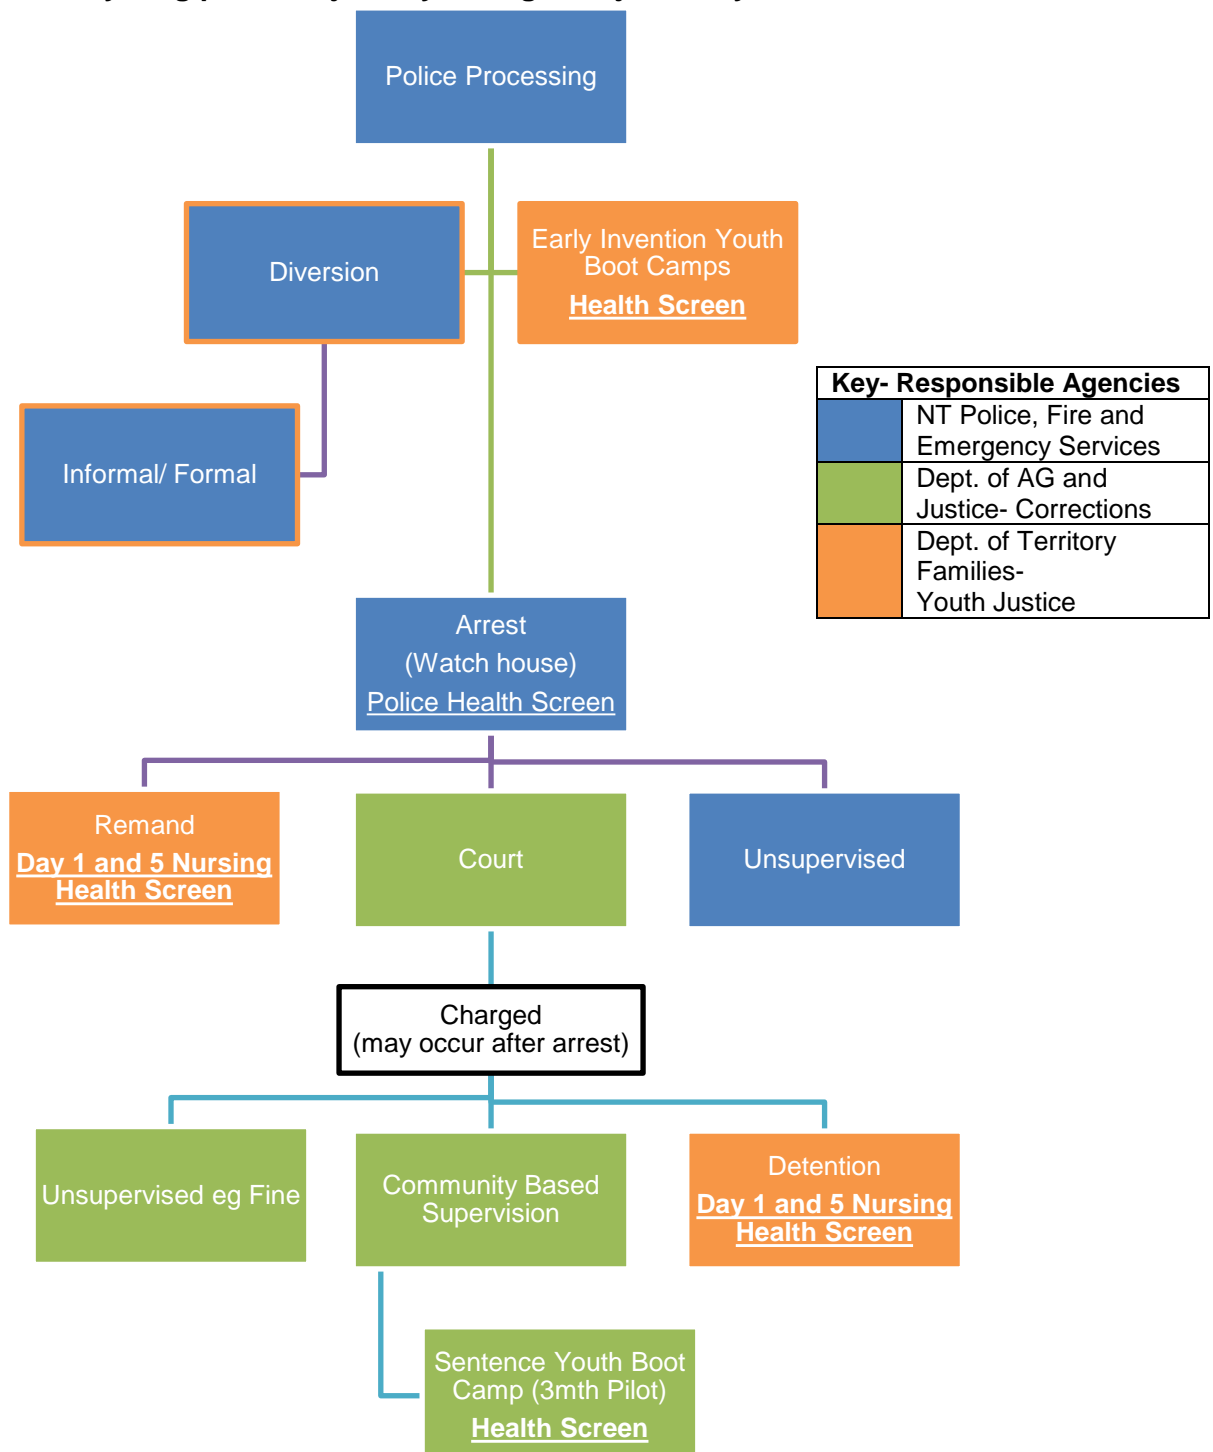 Police Processing
Diversion
Early Invention Youth
Boot Camps
Health Screen
Informal/ Formal
Key- Responsible Agencies
NT Police, Fire and
Emergency Services
Dept. of AG and
Justice- Corrections
Dept. of Territory
Families-
Youth Justice
Arrest
(Watch house)
Police Health Screen
Remand
Day 1 and 5 Nursing
Health Screen
Court
Unsupervised
Charged
(may occur after arrest)
Unsupervised eg Fine
Community Based
Supervision
Detention
Day 1 and 5 Nursing
Health Screen
Sentence Youth Boot
Camp (3mth Pilot)
Health Screen